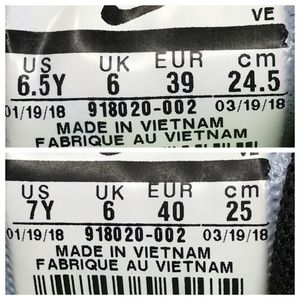 VE
US UK EUR cm
6.5Y 6 39 24.5
01/19/18 918020-002 03/19/18
MADE IN VIETNAM
FABRIQUE AU VIETNAM
US UK EUR cm
7Y 6 40 25
01/19/18 918020-002 03/19/18
MADE IN VIETNAM
FABRIQUE AU VIETNAM